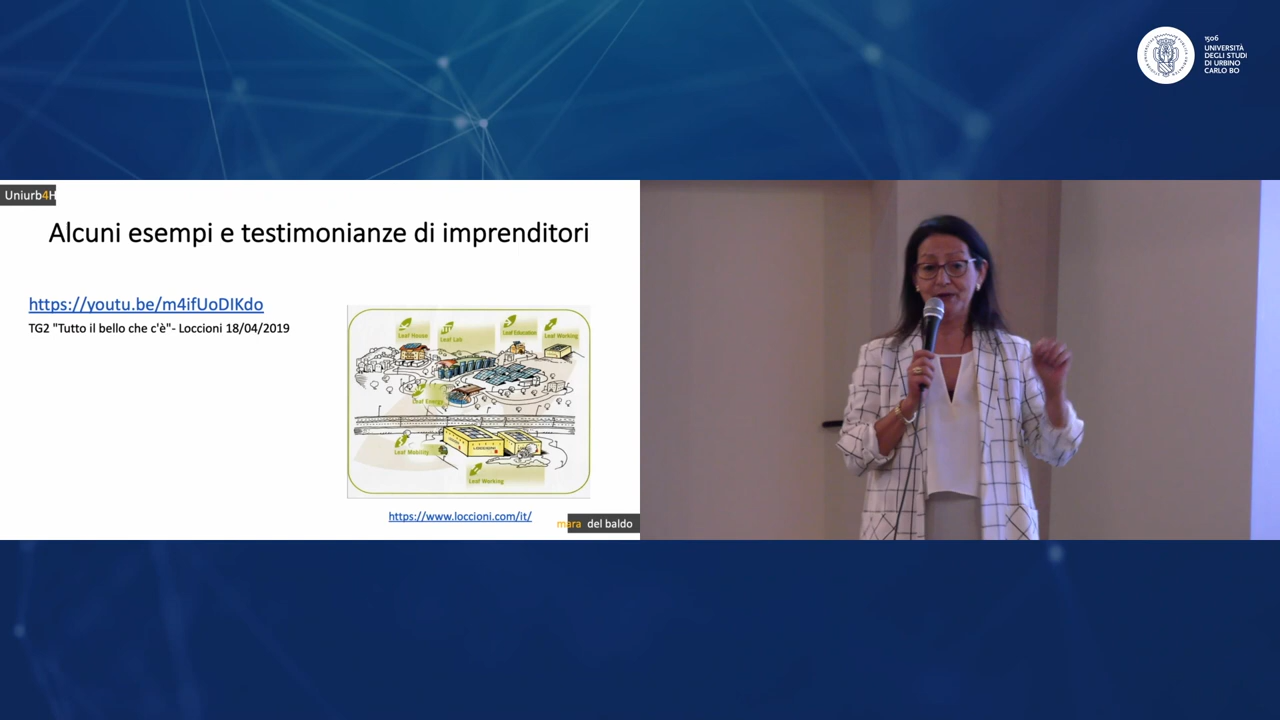 1506
UNIVERSITÀ
DEGLI STUDI
DI URBINO
CARLO BO
Uniurb4H
Alcuni esempi e testimonianze di imprenditori
https://youtu.be/m4ifUoDIKdo
TG2 "Tutto il bello che c'è"- Loccioni 18/04/2019
Leaf House
Leaf Lab
Leaf Education
Leaf Working
Leaf Energy
Leaf Mobility
Leaf Working
https://www.loccioni.com/it/
mara del baldo